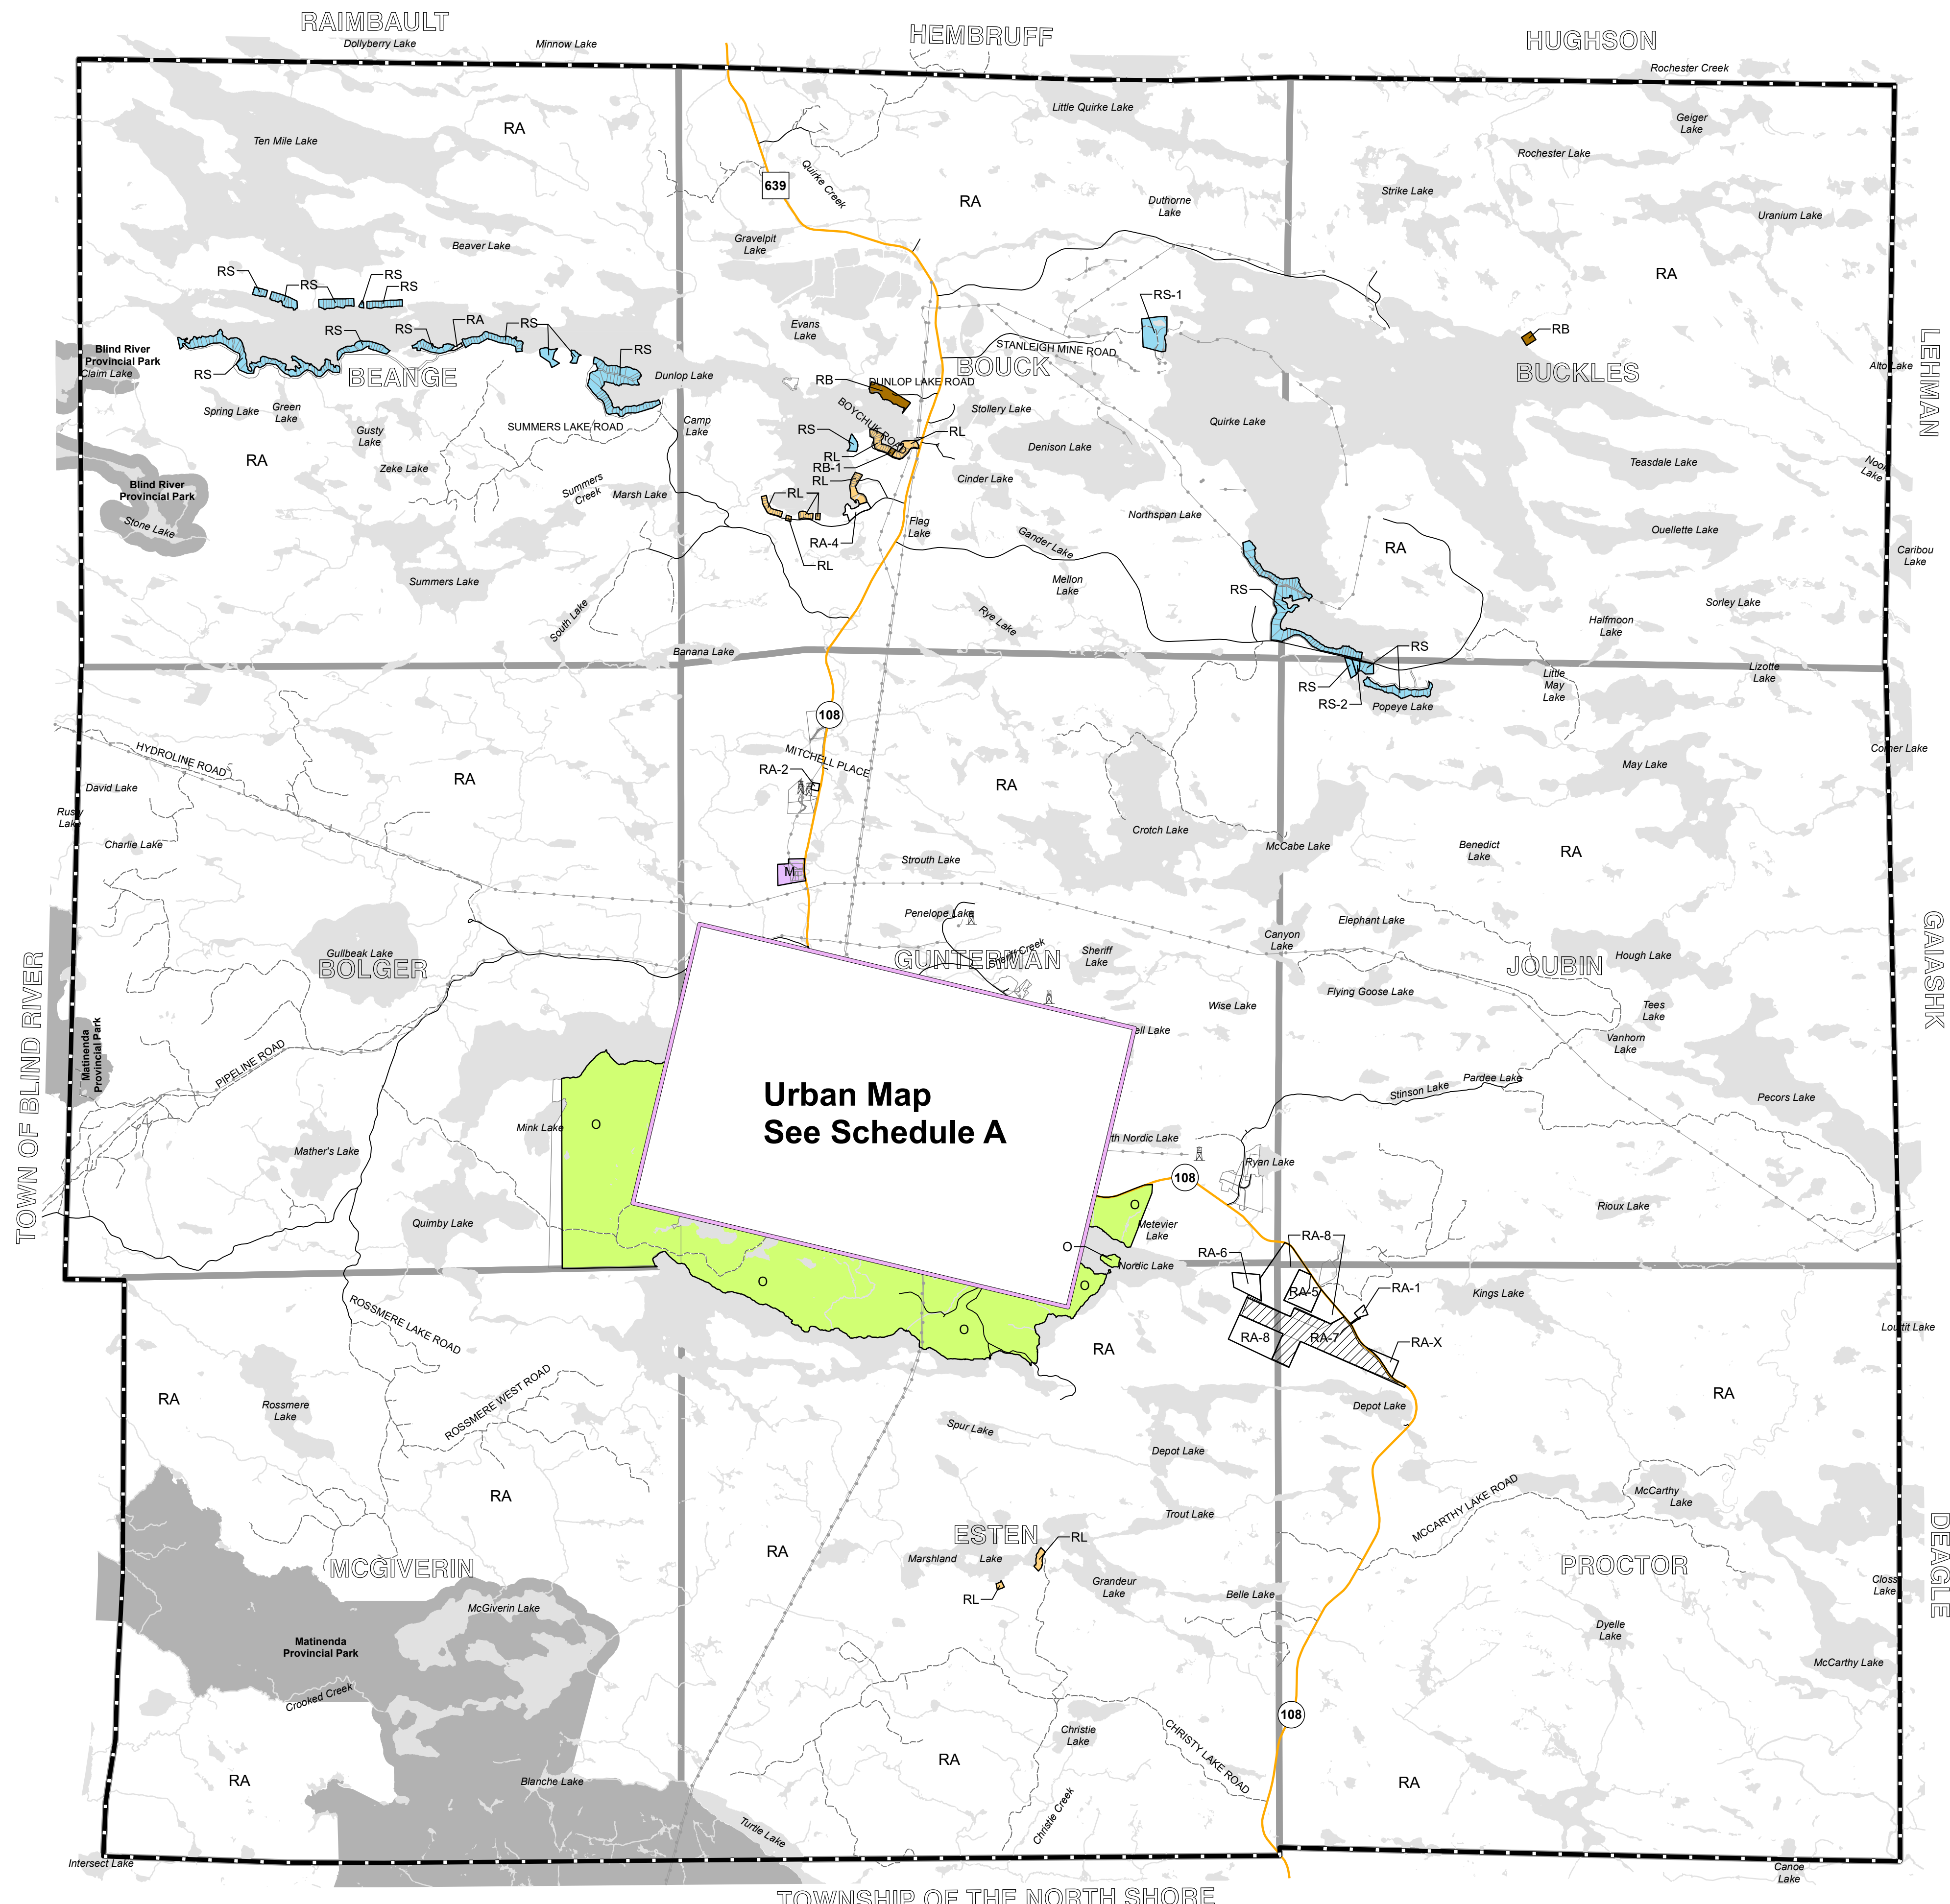 RAIMBAULT
HEMBRUFF
HUGHSON
Dollyberry Lake
Minnow Lake
Rochester Creek
Little Quirke Lake
Geiger
Lake
RA
Ten Mile Lake
Rochester Lake
639
Quirke Creek
Strike Lake
RA
Duthorne
Lake
Uranium Lake
Gravelpit
Lake
Beaver Lake
RS
RS
RS
RS
RA
RS-1
Evans
Lake
RS
RS
RA
RS
RS
RS
STANLEIGH MINE ROAD
RB
Blind River
Provincial Park
Claim Lake
BEANGE
Dunlop Lake
RB
DUNLOP LAKE ROAD
BOUCK
BUCKLES
Alto Lake
LEHMAN
Spring Lake
Green
Lake
Gusty
Lake
SUMMERS LAKE ROAD
Camp
Lake
BOYCHUK ROAD
Stollery Lake
Quirke Lake
RS
RL
Denison Lake
RL
RB-1
RL
RA
Zeke Lake
Teasdale Lake
Nook
Lake
Blind River
Provincial Park
Stone Lake
Summers
Creek
Marsh Lake
RL
Cinder Lake
Northspan Lake
Flag
Lake
RA-4
RL
Gander Lake
Ouellette Lake
RA
Caribou
Lake
Summers Lake
Mellon
Lake
RS
Sorley Lake
South Lake
Rye Lake
Halfmoon
Lake
Banana Lake
RS
RS
RS-2
Popeye Lake
Little
May
Lake
Lizotte
Lake
108
HYDROLINE ROAD
MITCHELL PLACE
RA-2
RA
RA
Corner Lake
May Lake
David Lake
Charlie Lake
Crotch Lake
McCabe Lake
Benedict
Lake
RA
M
Strouth Lake
Penelope Lake
Elephant Lake
Canyon
Lake
Gullbeak Lake
BOLGER
GUNTERMAN
Sheriff Creek
Sheriff
Lake
JOUBIN
Hough Lake
GAIASHK
Flying Goose Lake
Wise Lake
Tees
Lake
ell Lake
Vanhorn
Lake
TOWN OF BLIND RIVER
Matinenda
Provincial Park
PIPELINE ROAD
Stinson Lake
Pardee Lake
Pecors Lake
Urban Map
See Schedule A
O
Mink Lake
Mather's Lake
th Nordic Lake
Ryan Lake
108
Quimby Lake
O
Metevier
Lake
Rioux Lake
O
Nordic Lake
RA-6
RA-8
O
O
RA-5
RA-1
Kings Lake
ROSSMERE LAKE ROAD
O
RA-8
RA-7
RA-X
RA
RA
Rossmere
Lake
ROSSMERE WEST ROAD
Depot Lake
RA
Spur Lake
Depot Lake
RA
Trout Lake
MCCARTHY LAKE ROAD
McCarthy
Lake
DEAGLE
ESTEN
RL
RA
Marshland Lake
MCGIVERIN
RL
Grandeur
Lake
Belle Lake
PROCTOR
Closs
Lake
McGiverin Lake
Dyelle
Lake
Matinenda
Provincial Park
McCarthy Lake
Crooked Creek
Christie
Lake
108
CHRISTY LAKE ROAD
RA
RA
RA
Blanche Lake
Turtle Lake
Christie Creek
Intersect Lake
Canoe
Lake
TOWNSHIP OF THE NORTH SHORE